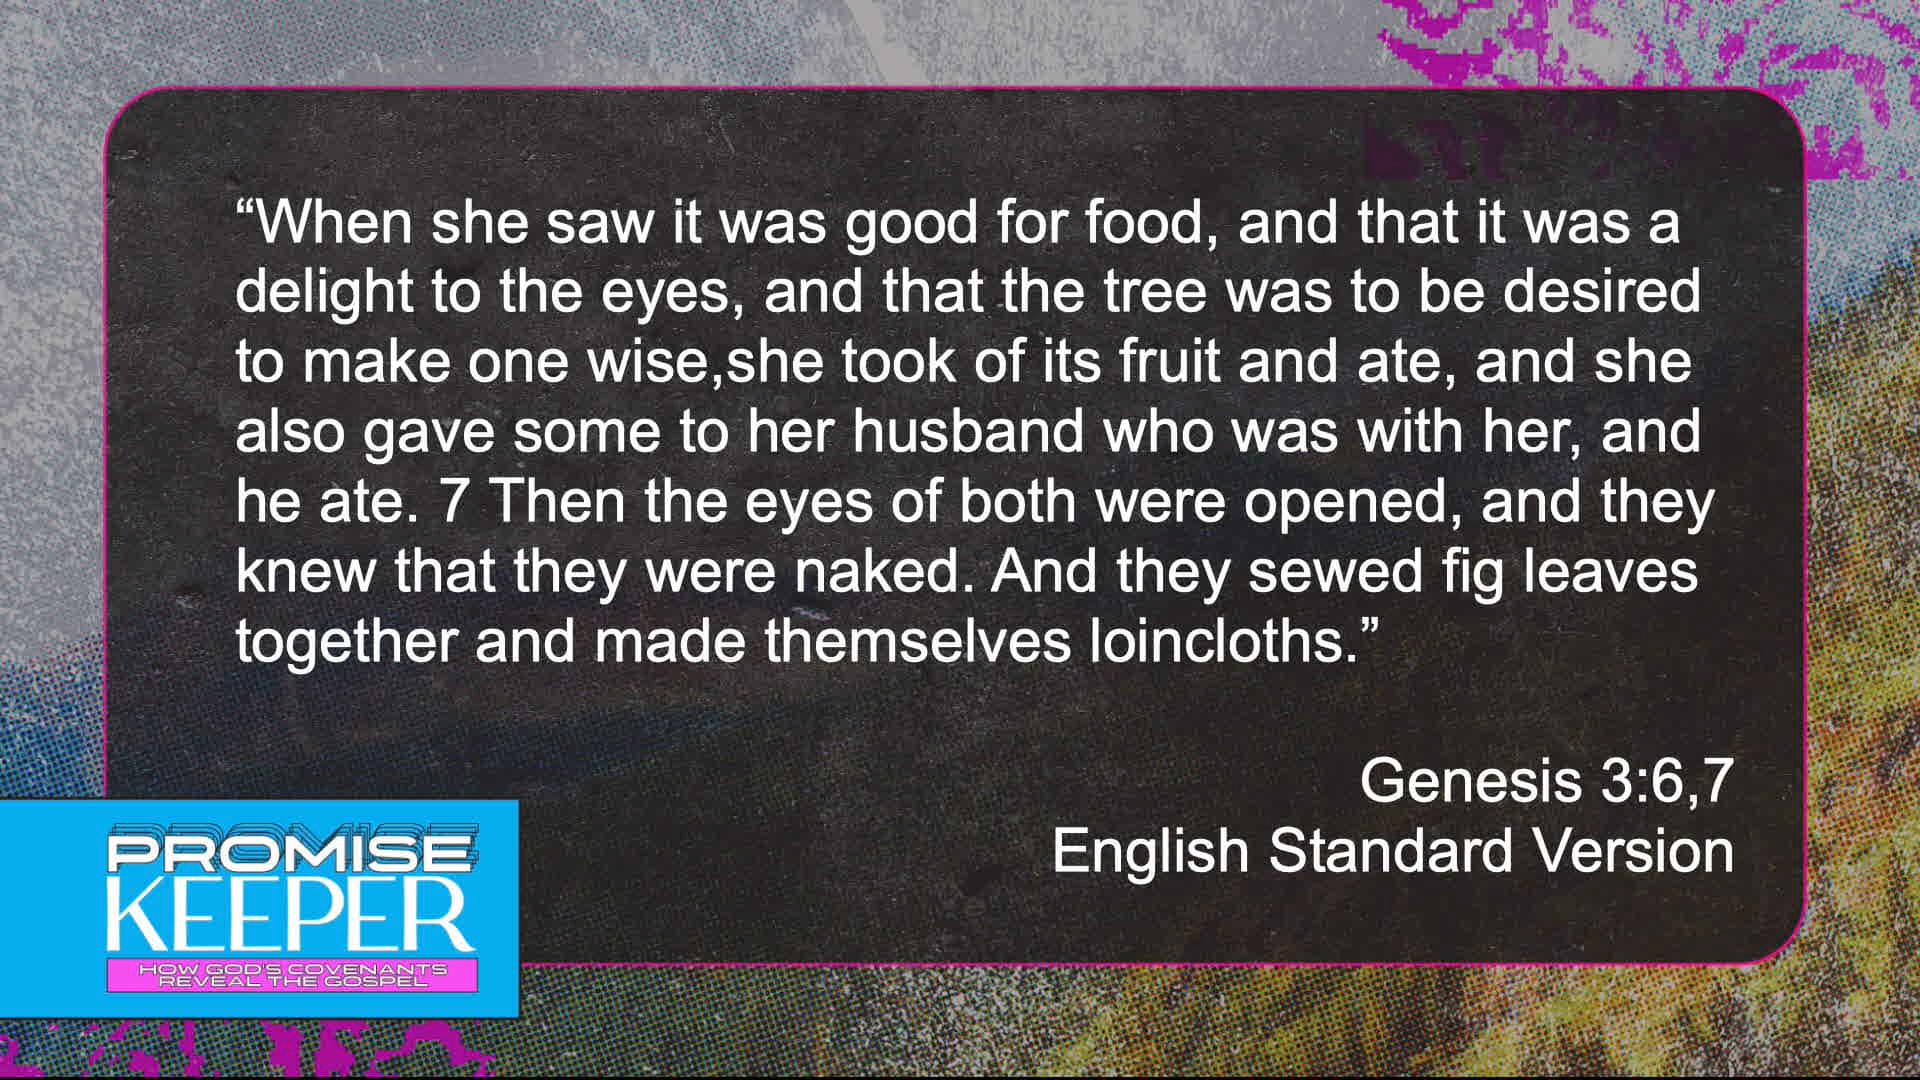 “When she saw it was good for food, and that it was a
delight to the eyes, and that the tree was to be desired
to make one wise,she took of its fruit and ate, and she
also gave some to her husband who was with her, and
he ate. 7 Then the eyes of both were opened, and they
knew that they were naked. And they sewed fig leaves
together and made themselves loincloths.”
Genesis 3:6,7
English Standard Version
PROMISE
KEEPER
HOW GOD'S COVENANTS
REVEAL THE GOSPEL